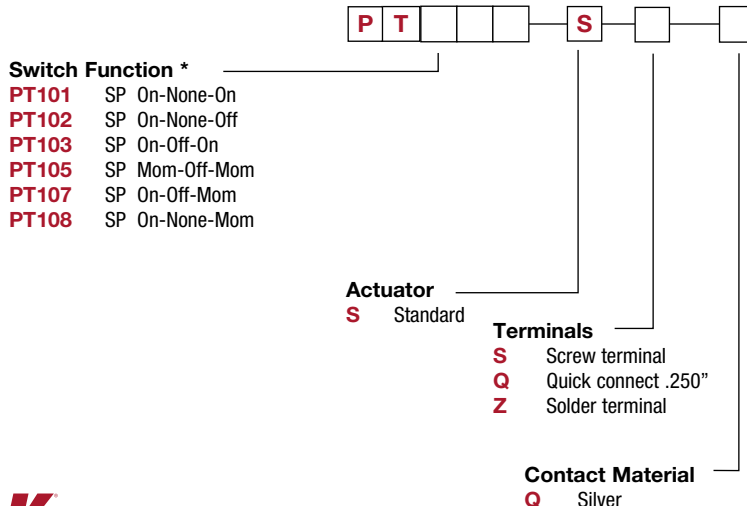 P T S
Switch Function *
PT101 SP On-None-On
PT102 SP On-None-Off
PT103 SP On-Off-On
PT105 SP Mom-Off-Mom
PT107 SP On-Off-Mom
PT108 SP On-None-Mom
Actuator
S Standard
Terminals
S Screw terminal
Q Quick connect .250”
Z Solder terminal
Contact Material
Q Silver